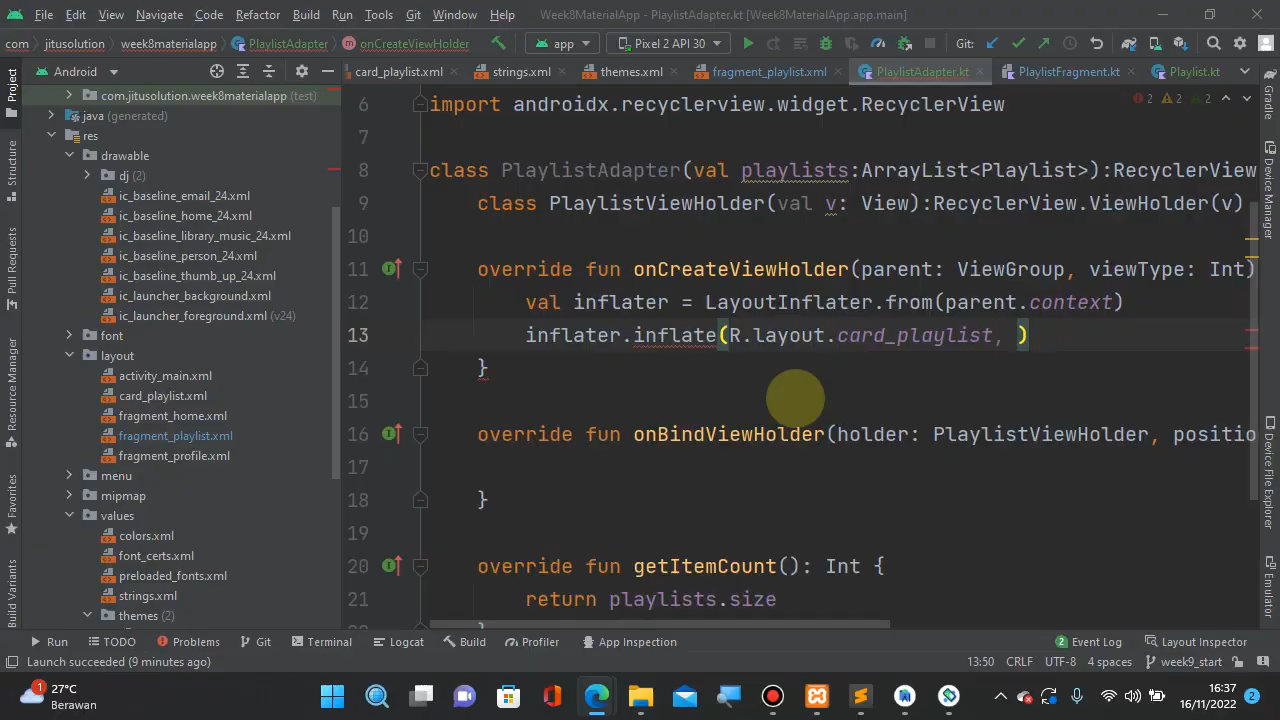 File Edit View Navigate Code Refactor Build Run Tools Git Window Help Week8MaterialApp - PlaylistAdapter.kt [Week8MaterialApp.app.main]
com jitusolution week8materialapp PlaylistAdapter onCreateViewHolder app Pixel 2 API 30 Git:
Android card_playlist.xml strings.xml themes.xml fragment_playlist.xml PlaylistAdapter.kt PlaylistFragment.kt Playlist.kt
Project
Structure
Pull Requests
Resource Manager
Favorites
Build Variants
com.jitusolution.week8materialapp (test)
java (generated)
res
drawable
dj (2)
ic_baseline_email_24.xml
ic_baseline_home_24.xml
ic_baseline_library_music_24.xml
ic_baseline_person_24.xml
ic_baseline_thumb_up_24.xml
ic_launcher_background.xml
ic_launcher_foreground.xml (v24)
font
layout
activity_main.xml
card_playlist.xml
fragment_home.xml
fragment_playlist.xml
fragment_profile.xml
menu
mipmap
values
colors.xml
font_certs.xml
preloaded_fonts.xml
strings.xml
themes (2)
2 2 2
6 import androidx.recyclerview.widget.RecyclerView
7
8 class PlaylistAdapter(val playlists:ArrayList<Playlist>):RecyclerView
9 class PlaylistViewHolder(val v: View):RecyclerView.ViewHolder(v)
10
11 override fun onCreateViewHolder(parent: ViewGroup, viewType: Int)
12 val inflater = LayoutInflater.from(parent.context)
13 inflater.inflate(R.layout.card_playlist, )
14 }
15
16 override fun onBindViewHolder(holder: PlaylistViewHolder, positio
17
18 }
19
20 override fun getItemCount(): Int {
21 return playlists.size
Gradle
Device Manager
Device File Explorer
Emulator
Run TODO Problems Git Terminal Logcat Build Profiler App Inspection 2 Event Log Layout Inspector
Launch succeeded (9 minutes ago) 13:50 CRLF UTF-8 4 spaces week9_start
1 27°C
Berawan
16:37
16/11/2022 2